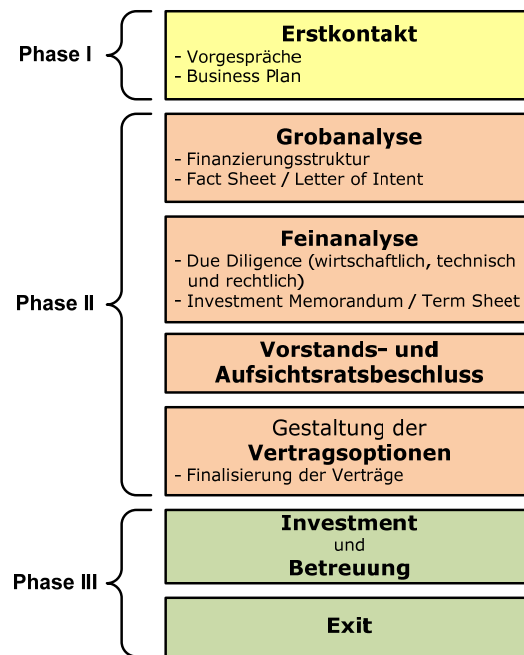 Phase I
Erstkontakt
- Vorgespräche
- Business Plan
Phase II
Grobanalyse
- Finanzierungsstruktur
- Fact Sheet / Letter of Intent
Feinanalyse
- Due Diligence (wirtschaftlich, technisch
und rechtlich)
- Investment Memorandum / Term Sheet
Vorstands- und
Aufsichtsratsbeschluss
Gestaltung der
Vertragsoptionen
- Finalisierung der Verträge
Phase III
Investment
und
Betreuung
Exit